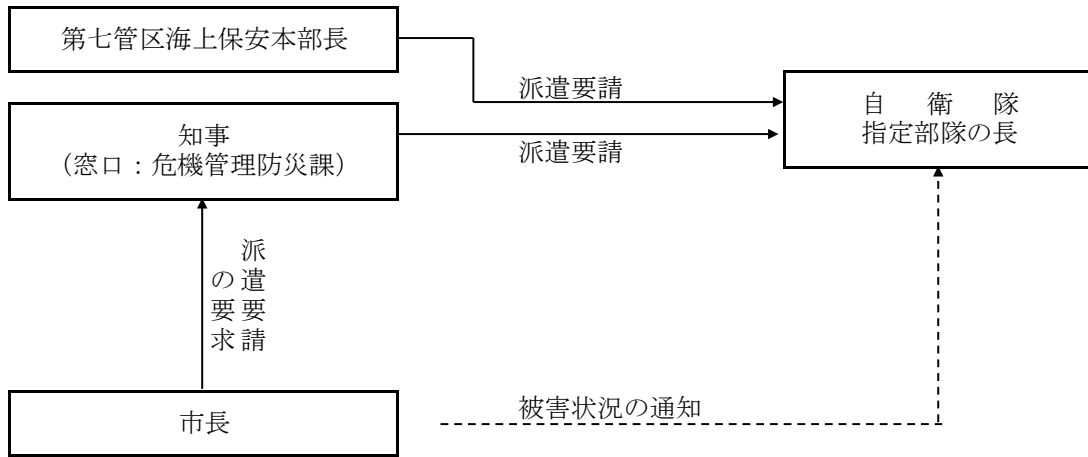 第七管区海上保安本部長
派遣要請
知事
（窓口：危機管理防災課）
派遣要請
自　衛　隊
指定部隊の長
派遣要請
の要求
市長
被害状況の通知